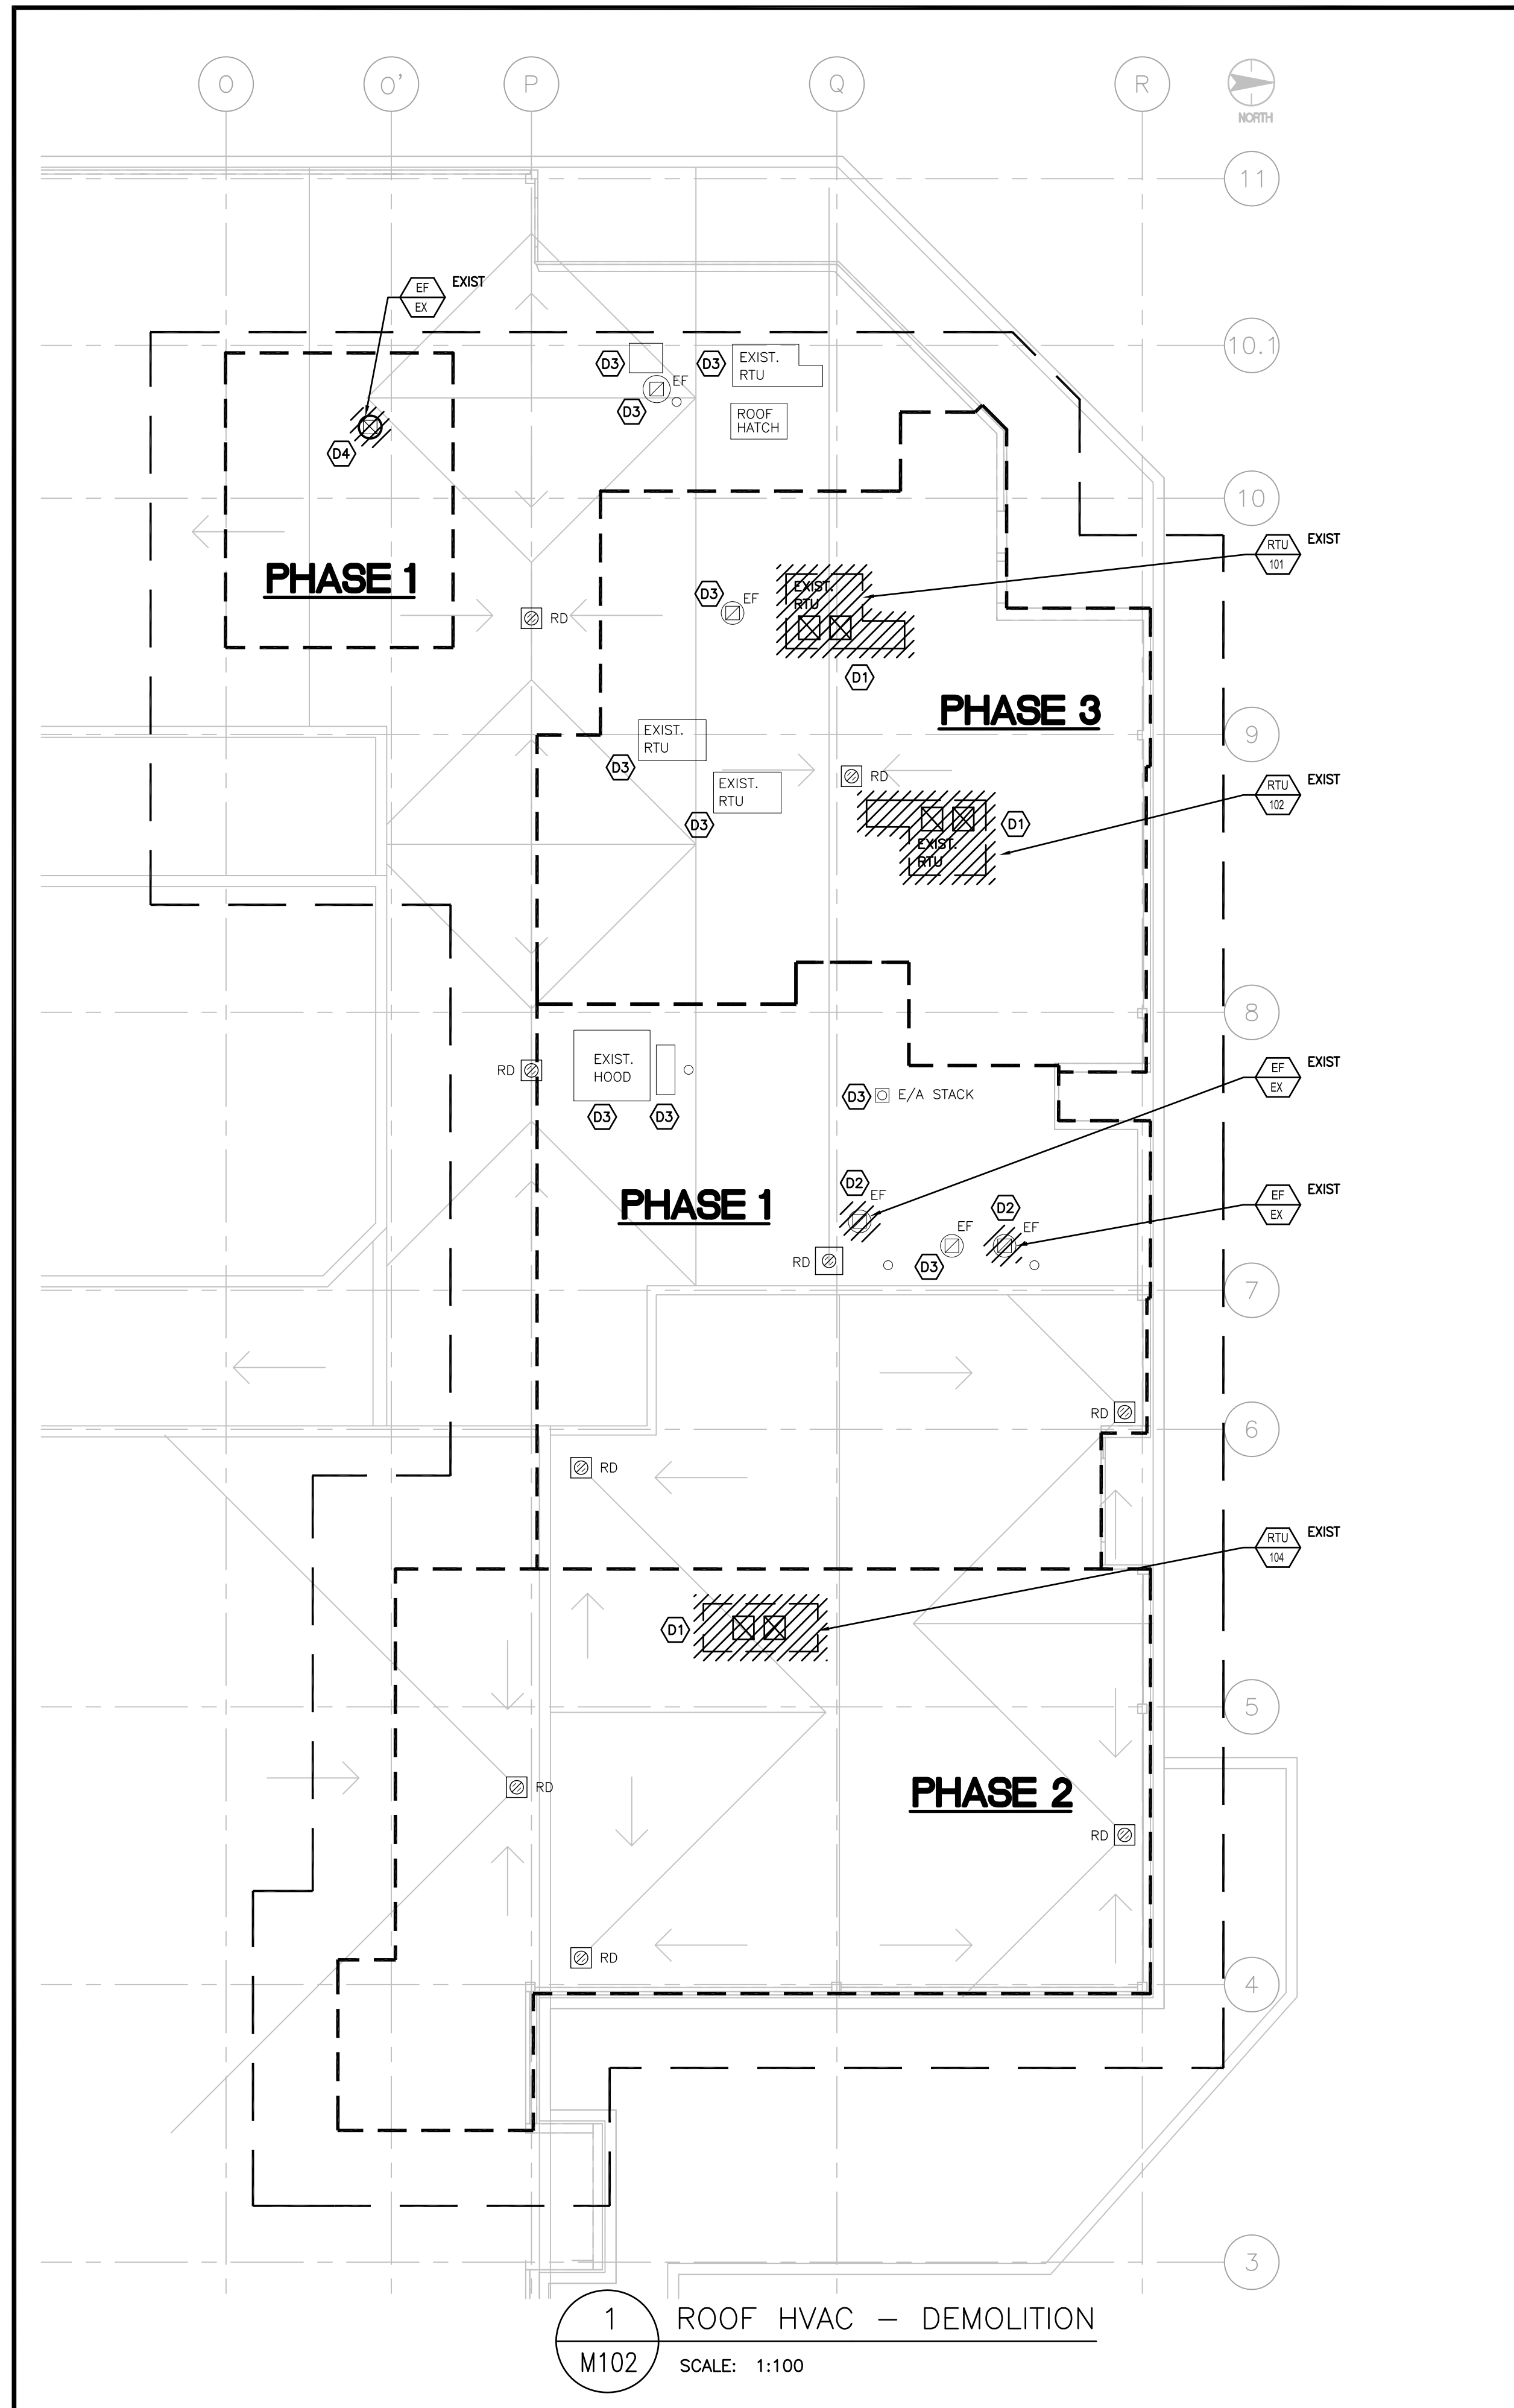 O
O'
P
Q
R
NORTH
11
EF
EX
EXIST
10.1
D3
D3
EXIST.
RTU
EF
D3
ROOF
HATCH
D4
10
RTU
101
EXIST
PHASE 1
EXIST.
RTU
D3
EF
RD
D1
PHASE 3
EXIST.
RTU
9
D3
RD
EXIST.
RTU
RTU
102
EXIST
D3
D1
EXIST.
RTU
8
RD
EXIST.
HOOD
EF
EX
EXIST
D3
D3
D3
E/A STACK
D2
EF
PHASE 1
EF
EX
EXIST
D2
EF
EF
RD
D3
7
RD
6
RD
RTU
104
EXIST
D1
5
RD
PHASE 2
RD
RD
4
3
1
M102
ROOF HVAC - DEMOLITION
SCALE: 1:100